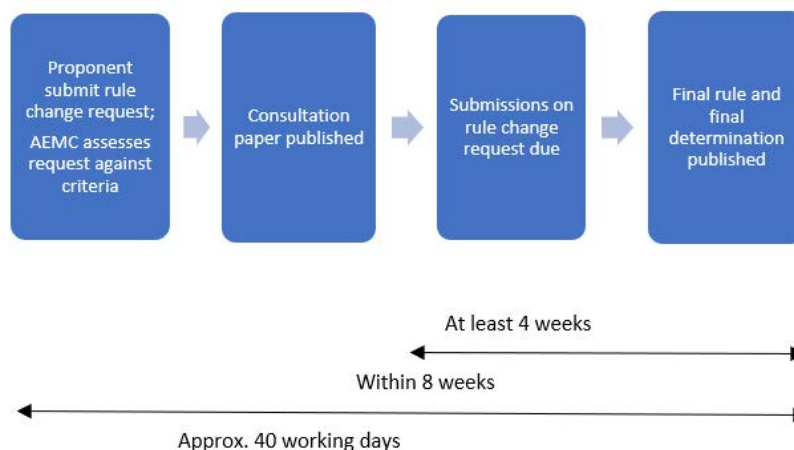 Proponent
submit rule
change request;
AEMC assesses
request against
criteria
Consultation
paper published
Submissions on
rule change
request due
Final rule and
final
determination
published
At least 4 weeks
Within 8 weeks
Approx. 40 working days